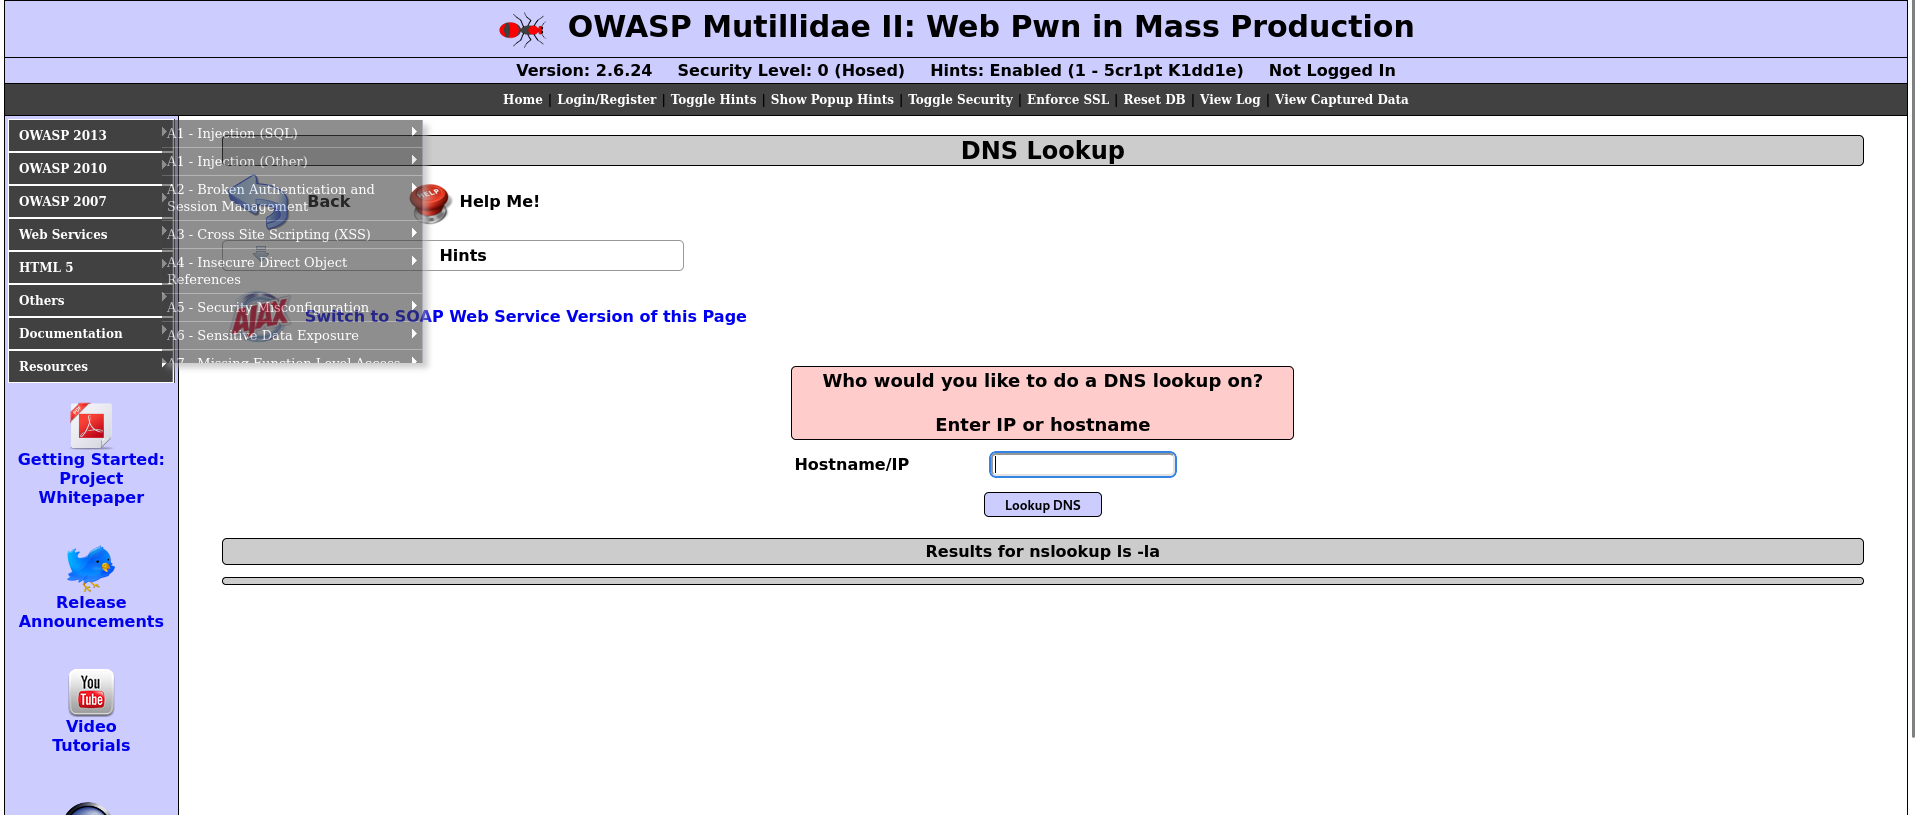 OWASP Mutillidae II: Web Pwn in Mass Production
Version: 2.6.24 Security Level: 0 (Hosed) Hints: Enabled (1 - 5cr1pt K1dd1e) Not Logged In
Home | Login/Register | Toggle Hints | Show Popup Hints | Toggle Security | Enforce SSL | Reset DB | View Log | View Captured Data
OWASP 2013
OWASP 2010
OWASP 2007
Web Services
HTML 5
Others
Documentation
Resources
A1 - Injection (SQL)
A1 - Injection (Other)
A2 - Broken Authentication and
Session Management
A3 - Cross Site Scripting (XSS)
A4 - Insecure Direct Object
References
A5 - Security Misconfiguration
A6 - Sensitive Data Exposure
A7 - Missing Function Level Access
Getting Started:
Project
Whitepaper
Release
Announcements
You
Tube
Video
Tutorials
DNS Lookup
Back
HELP
Help Me!
Hints
AJAX
Switch to SOAP Web Service Version of this Page
Who would you like to do a DNS lookup on?
Enter IP or hostname
Hostname/IP
Lookup DNS
Results for nslookup ls -la